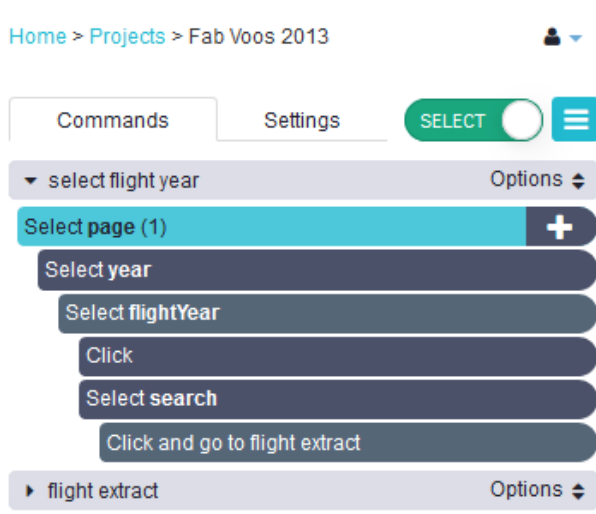 Home > Projects > Fab Voos 2013
Commands Settings SELECT
select flight year Options
Select page (1)
Select year
Select flightYear
Click
Select search
Click and go to flight extract
flight extract Options